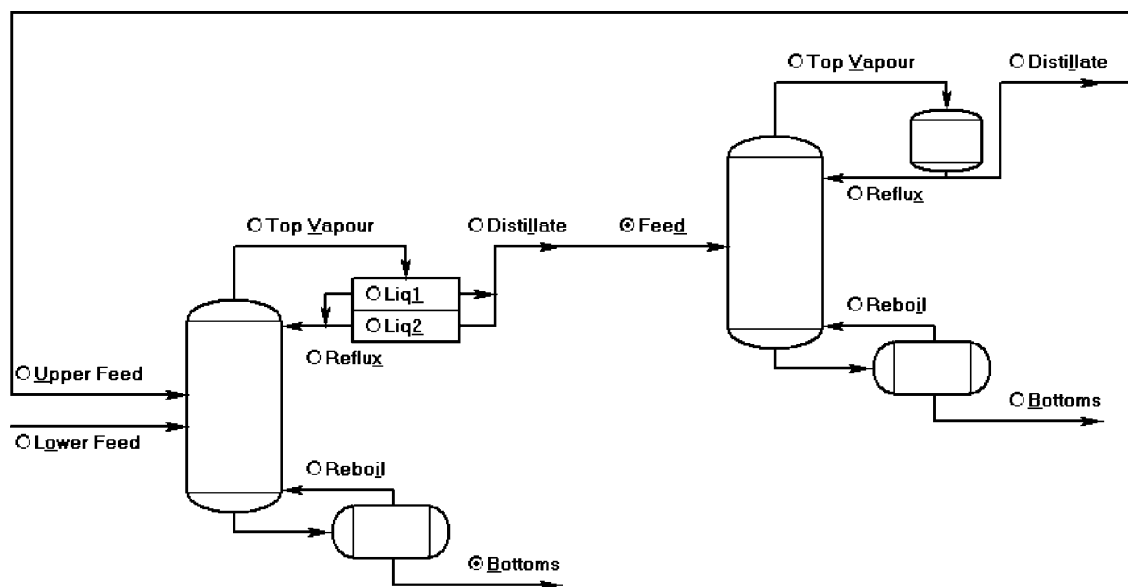 Top Vapour
Distillate
Reflux
Top Vapour
Distillate
Feed
Liq1
Liq2
Reflux
Reboil
Upper Feed
Bottoms
Lower Feed
Reboil
Bottoms